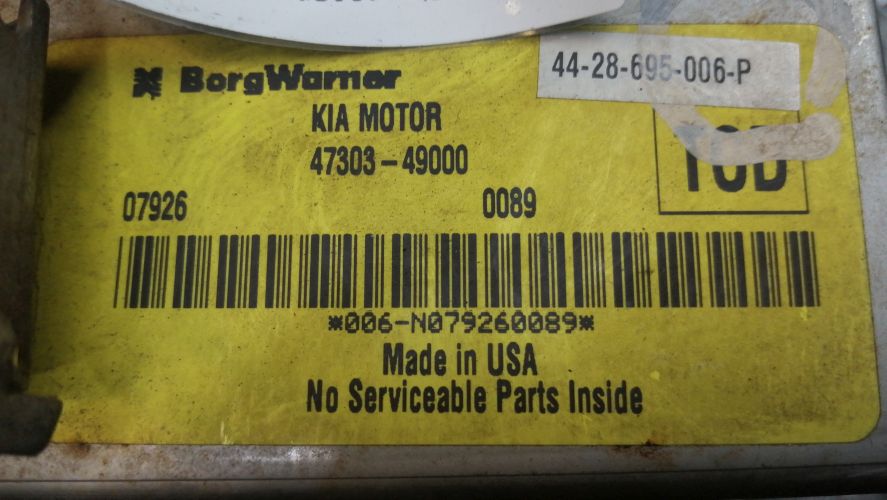 BorgWarner
44-28-695-006-P
KIA MOTOR
47303-49000
TOD
07926 0089
*006-N079260089*
Made in USA
No Serviceable Parts Inside